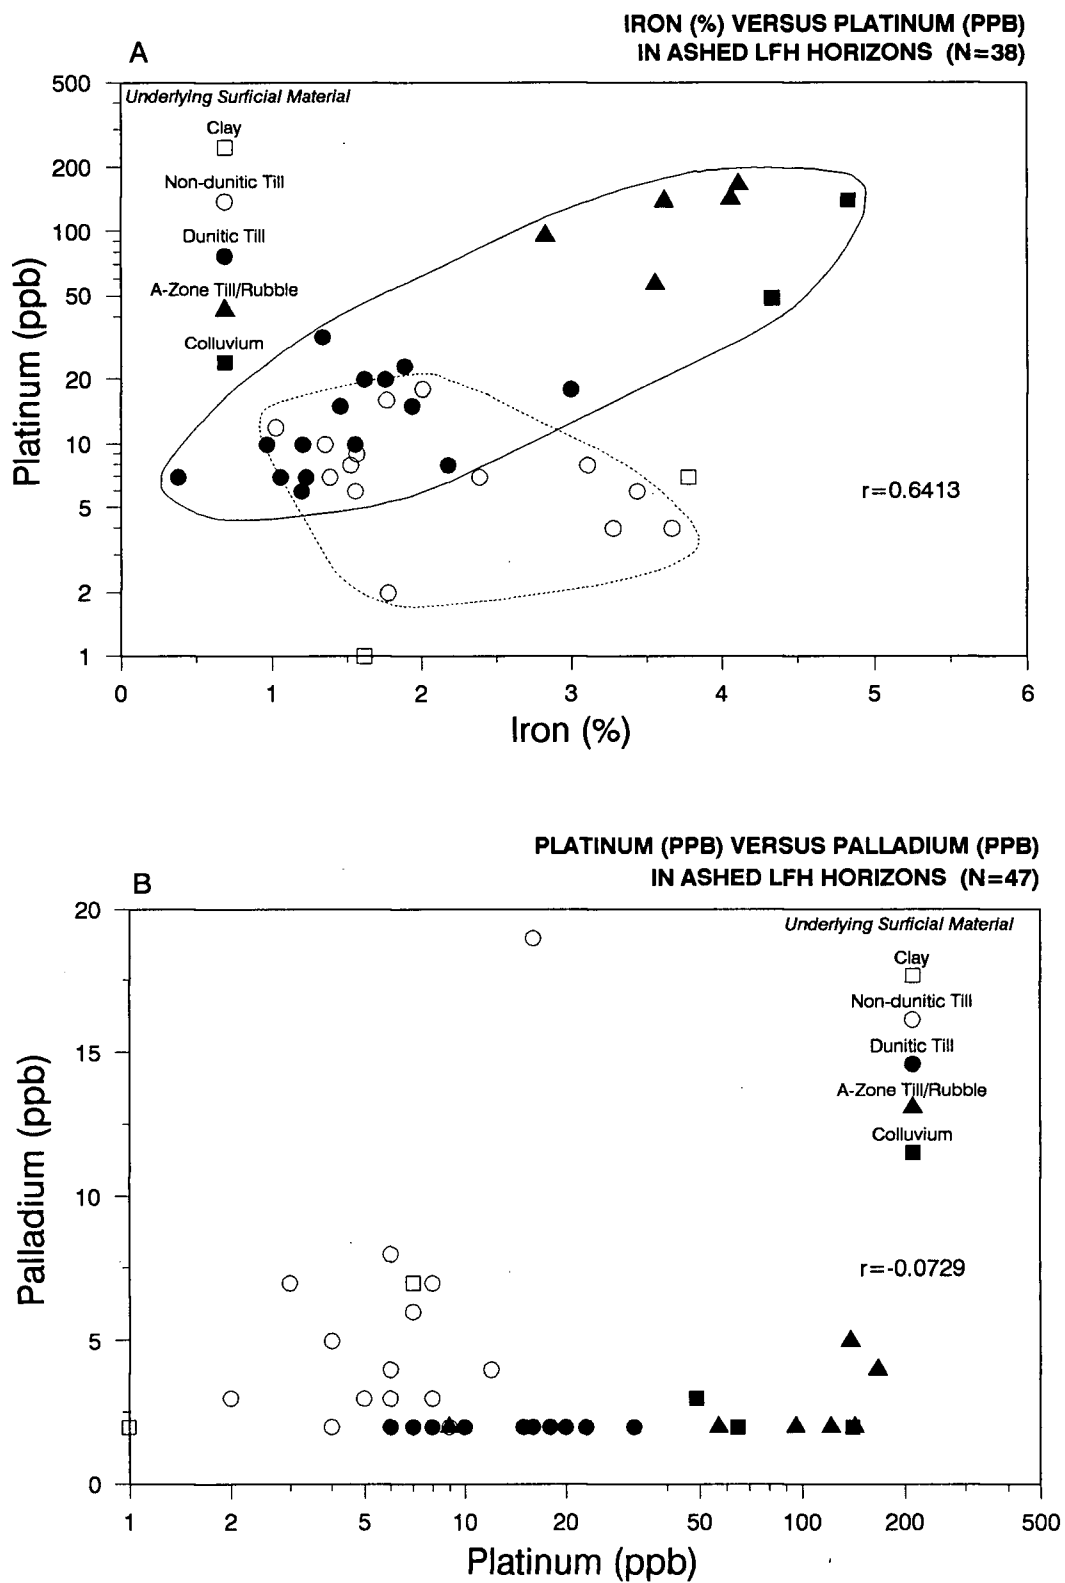 A
IRON (%) VERSUS PLATINUM (PPB)
IN ASHED LFH HORIZONS (N=38)
Underlying Surficial Material
Clay
Non-dunitic Till
Dunitic Till
A-Zone Till/Rubble
Colluvium
500
200
100
50
20
10
5
2
1
Platinum (ppb)
r=0.6413
0 1 2 3 4 5 6
Iron (%)
B
PLATINUM (PPB) VERSUS PALLADIUM (PPB)
IN ASHED LFH HORIZONS (N=47)
Underlying Surficial Material
Clay
Non-dunitic Till
Dunitic Till
A-Zone Till/Rubble
Colluvium
20
15
10
5
0
Palladium (ppb)
r=-0.0729
1 2 5 10 20 50 100 200 500
Platinum (ppb)